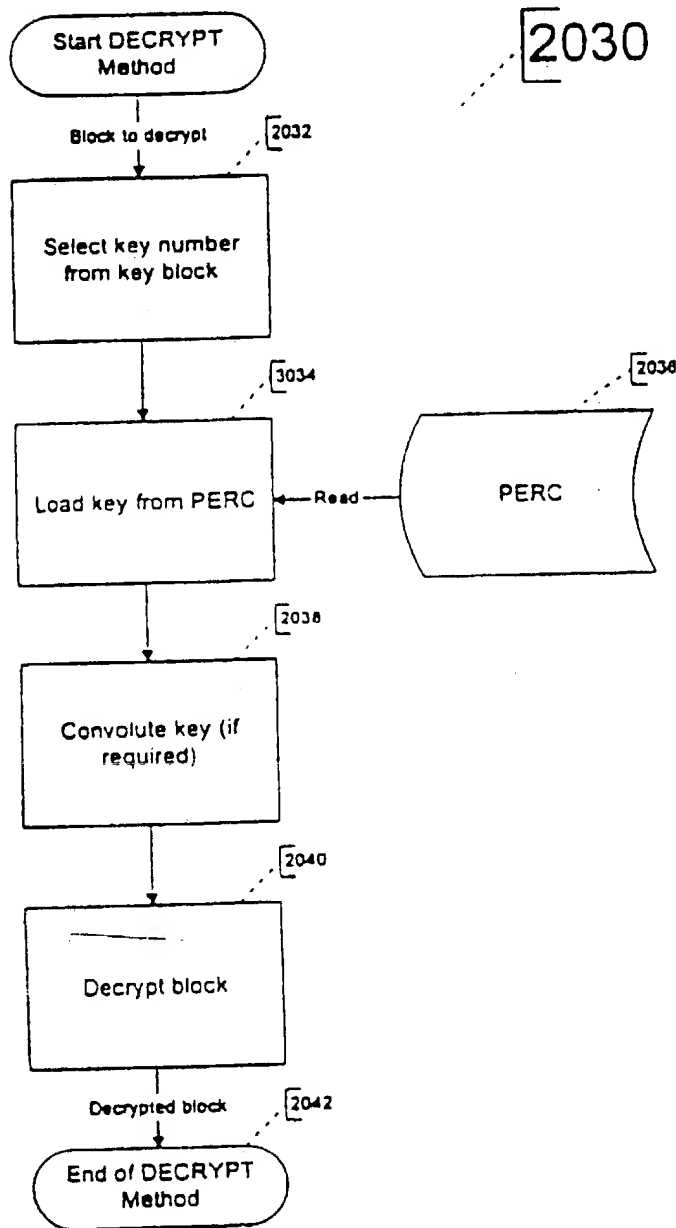 Start DECRYPT
Method
2030
Block to decrypt
2032
Select key number
from key block
3034
Load key from PERC
Read
2036
PERC
2038
Convolute key (if
required)
2040
Decrypt block
Decrypted block
2042
End of DECRYPT
Method